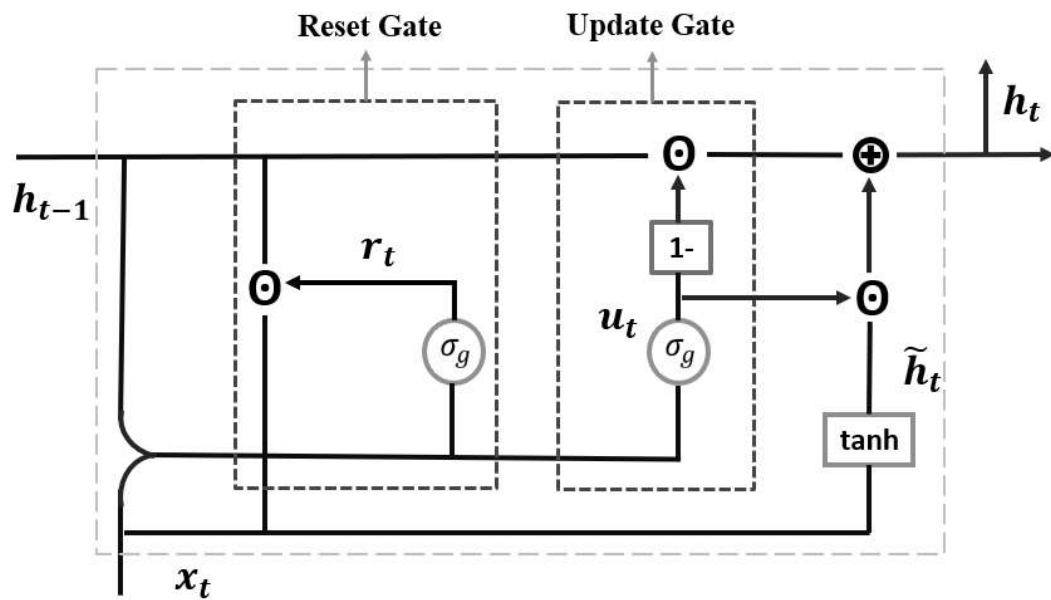 Reset Gate
Update Gate
h_t
h_{t-1}
1-
r_t
u_t
σ_g
σ_g
h̃_t
tanh
x_t